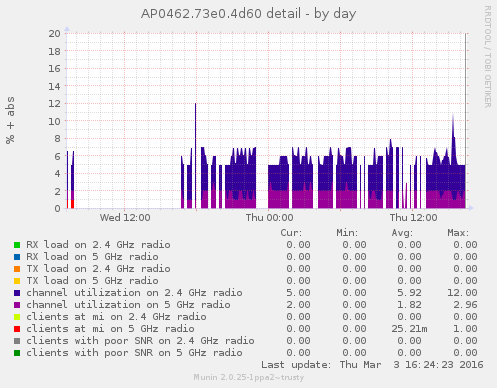 AP0462.73e0.4d60 detail - by day
RRDTOOL / TOBI OETIKER
% + abs
20
18
16
14
12
10
8
6
4
2
0
Wed 12:00 Thu 00:00 Thu 12:00
Cur: Min: Avg: Max:
RX load on 2.4 GHz radio 0.00 0.00 0.00 0.00
RX load on 5 GHz radio 0.00 0.00 0.00 0.00
TX load on 2.4 GHz radio 0.00 0.00 0.00 0.00
TX load on 5 GHz radio 0.00 0.00 0.00 0.00
channel utilization on 2.4 GHz radio 5.00 0.00 5.92 12.00
channel utilization on 5 GHz radio 2.00 0.00 1.82 2.96
clients at mi on 2.4 GHz radio 0.00 0.00 0.00 0.00
clients at mi on 5 GHz radio 0.00 0.00 25.21m 1.00
clients with poor SNR on 2.4 GHz radio 0.00 0.00 0.00 0.00
clients with poor SNR on 5 GHz radio 0.00 0.00 0.00 0.00
Last update: Thu Mar 3 16:24:23 2016
Munin 2.0.25-1ppa2~trusty